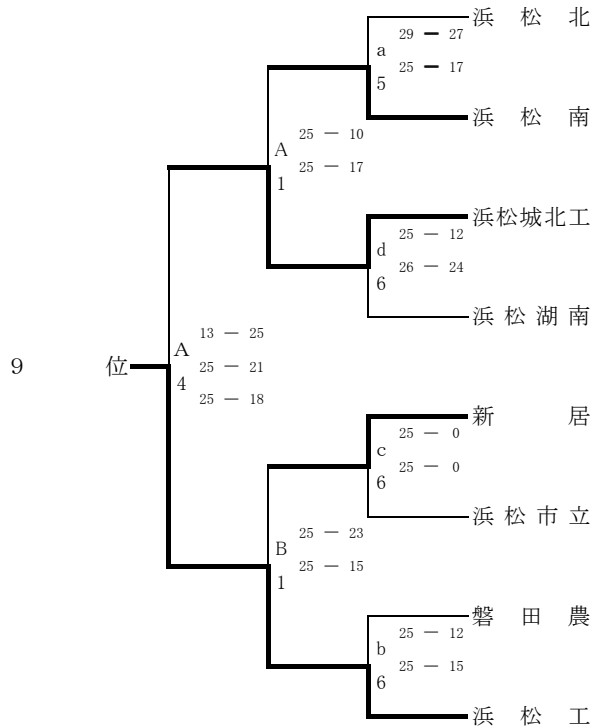 浜松北
29 ー 27
a
25 ー 17
5
浜松南
25 ー 10
A
25 ー 17
1
浜松城北工
25 ー 12
d
26 ー 24
6
浜松湖南
13 ー 25
A
9 位
25 ー 21
4
25 ー 18
新居
25 ー 0
c
25 ー 0
6
浜松市立
25 ー 23
B
25 ー 15
1
磐田農
25 ー 12
b
25 ー 15
6
浜松工